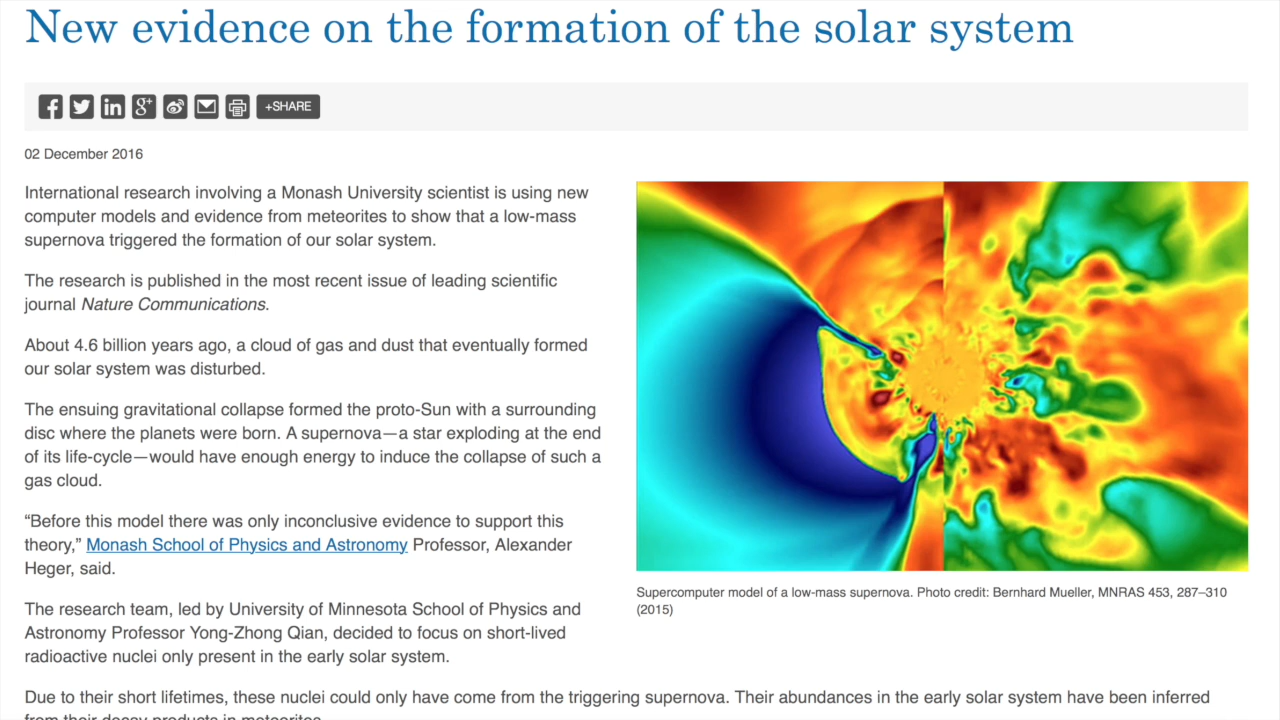 New evidence on the formation of the solar system
+SHARE
02 December 2016
International research involving a Monash University scientist is using new
computer models and evidence from meteorites to show that a low-mass
supernova triggered the formation of our solar system.
The research is published in the most recent issue of leading scientific
journal Nature Communications.
About 4.6 billion years ago, a cloud of gas and dust that eventually formed
our solar system was disturbed.
The ensuing gravitational collapse formed the proto-Sun with a surrounding
disc where the planets were born. A supernova—a star exploding at the end
of its life-cycle—would have enough energy to induce the collapse of such a
gas cloud.
“Before this model there was only inconclusive evidence to support this
theory,” Monash School of Physics and Astronomy Professor, Alexander
Heger, said.
The research team, led by University of Minnesota School of Physics and
Astronomy Professor Yong-Zhong Qian, decided to focus on short-lived
radioactive nuclei only present in the early solar system.
Supercomputer model of a low-mass supernova. Photo credit: Bernhard Mueller, MNRAS 453, 287–310
(2015)
Due to their short lifetimes, these nuclei could only have come from the triggering supernova. Their abundances in the early solar system have been inferred
from their decay products in meteorites.